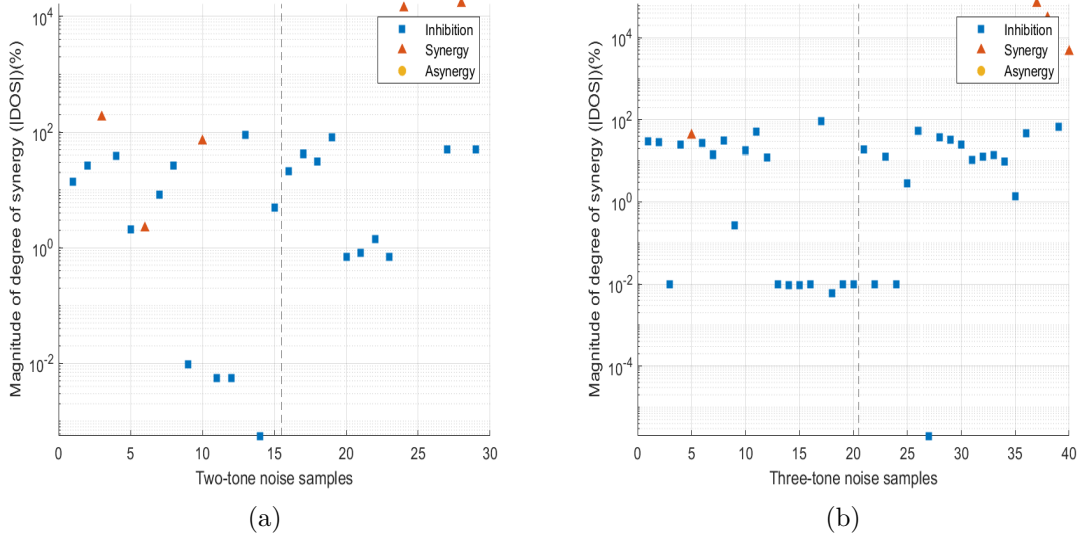 Magnitude of degree of synergy (|DOS|)(%)
10^4
10^2
10^0
10^-2
0 5 10 15 20 25 30
Two-tone noise samples
Inhibition
Synergy
Asynergy
(a)
Magnitude of degree of synergy (|DOS|)(%)
10^4
10^2
10^0
10^-2
10^-4
0 5 10 15 20 25 30 35 40
Three-tone noise samples
Inhibition
Synergy
Asynergy
(b)